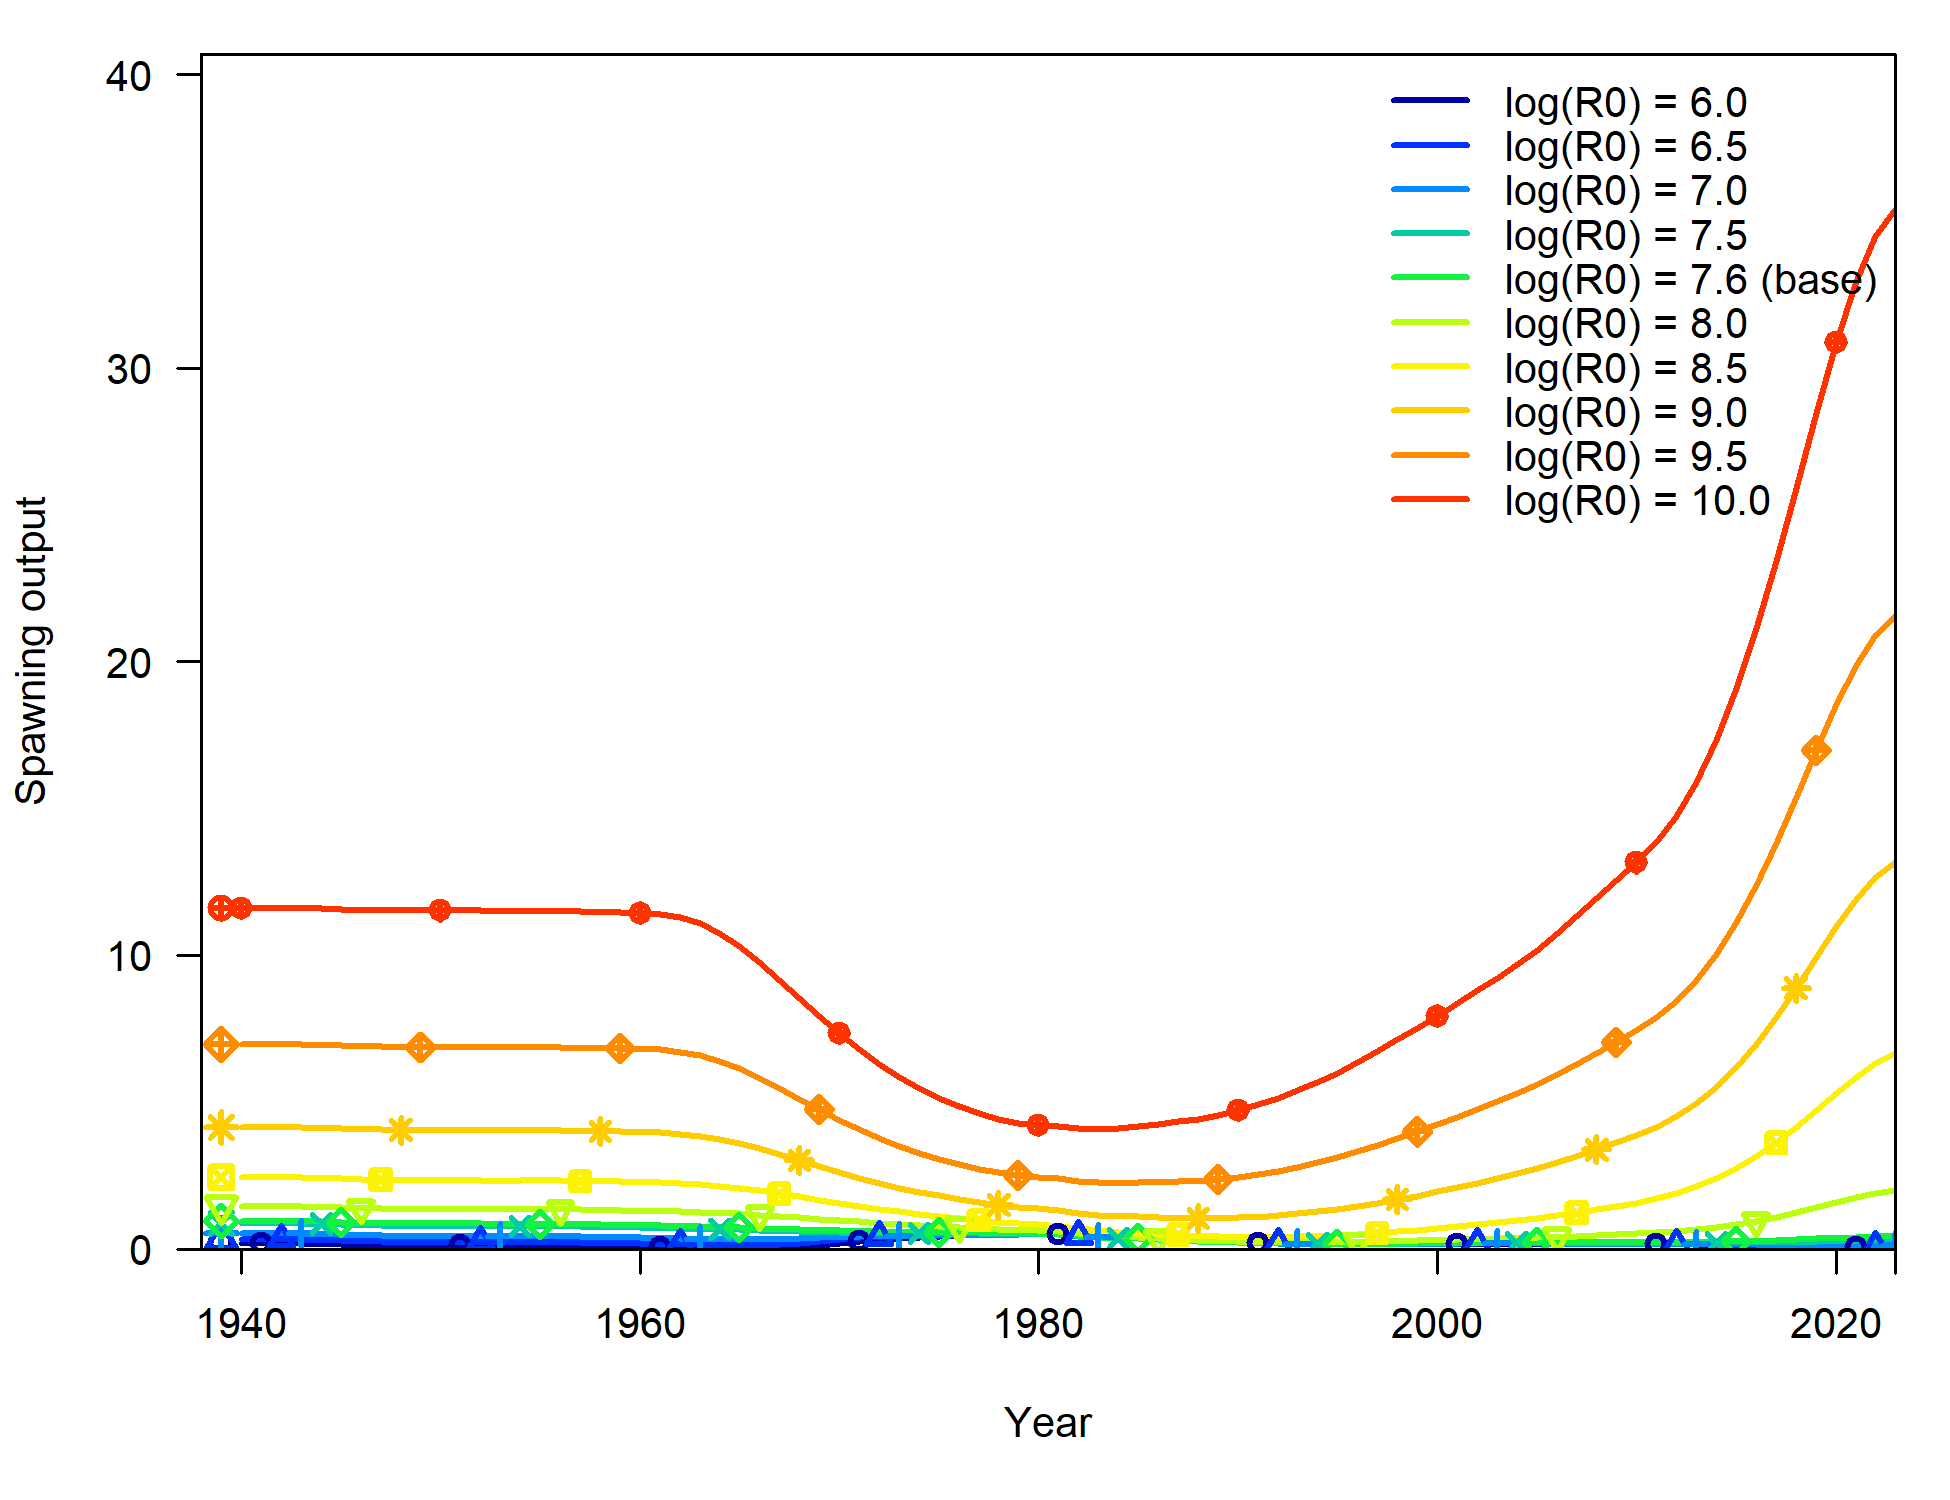 40
30
20
10
0
Spawning output
log(R0) = 6.0
log(R0) = 6.5
log(R0) = 7.0
log(R0) = 7.5
log(R0) = 7.6 (base)
log(R0) = 8.0
log(R0) = 8.5
log(R0) = 9.0
log(R0) = 9.5
log(R0) = 10.0
1940 1960 1980 2000 2020
Year